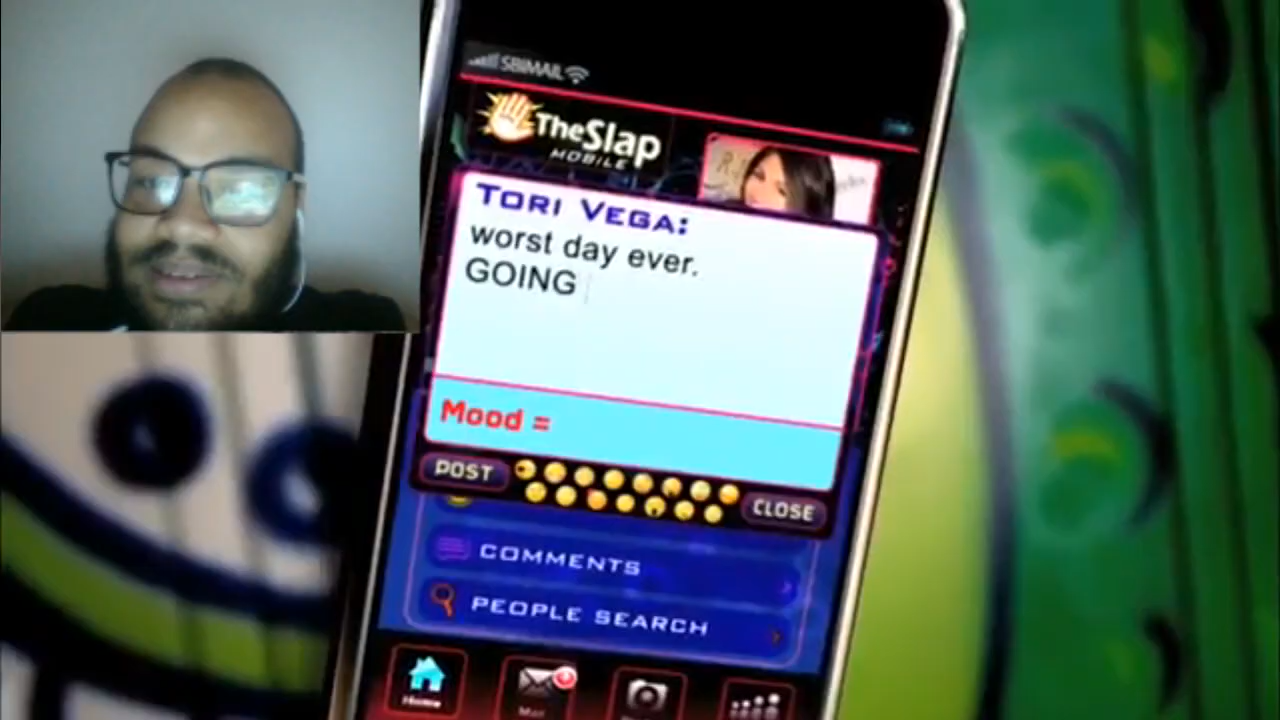 SBIMAIL
TheSlap
MOBILE
TORI VEGA:
worst day ever.
GOING
Mood =
POST
CLOSE
COMMENTS
PEOPLE SEARCH
Home